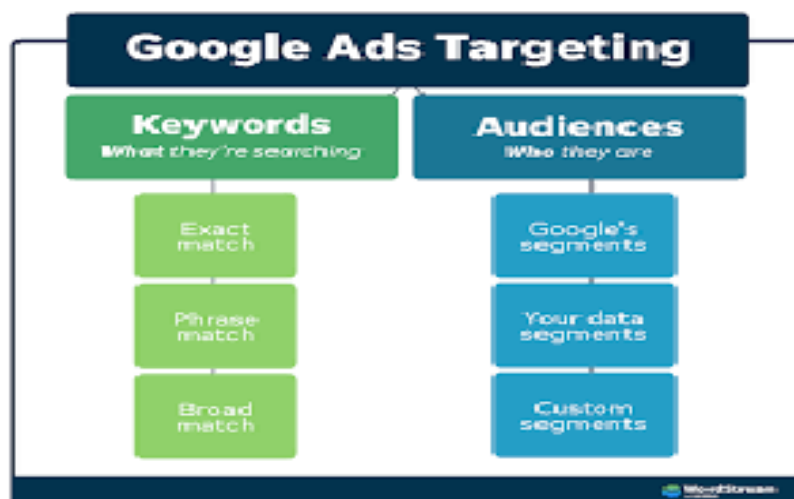 Google Ads Targeting
Keywords
What they're searching
Audiences
Who they are
Exact
match
Phrase
match
Broad
match
Google's
segments
Your data
segments
Custom
segments
WordStream